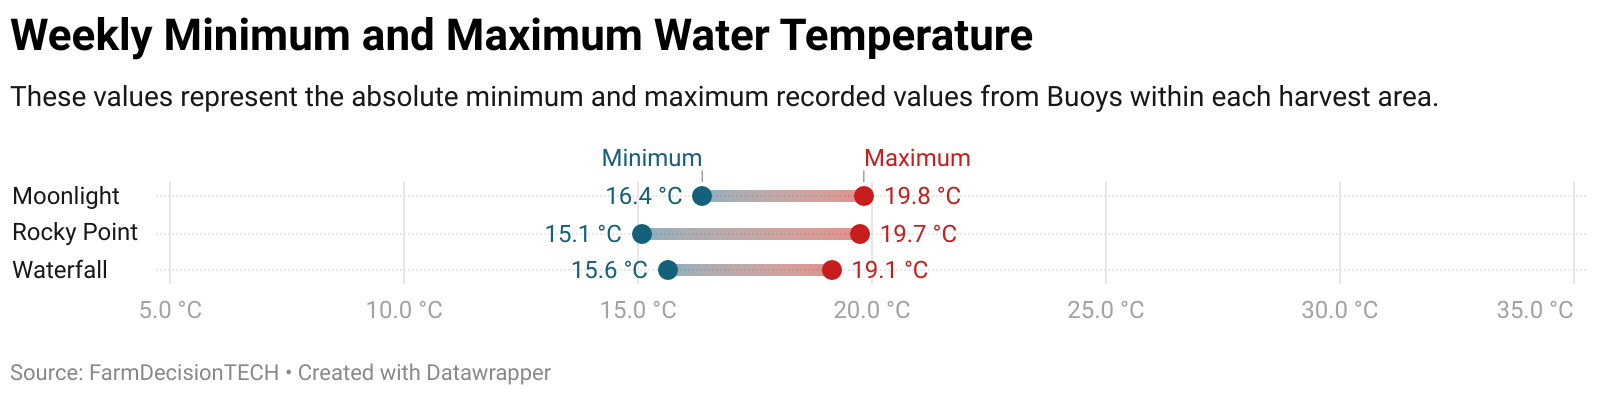 Weekly Minimum and Maximum Water Temperature
These values represent the absolute minimum and maximum recorded values from Buoys within each harvest area.
Minimum Maximum
Moonlight 16.4 °C 19.8 °C
Rocky Point 15.1 °C 19.7 °C
Waterfall 15.6 °C 19.1 °C
5.0 °C 10.0 °C 15.0 °C 20.0 °C 25.0 °C 30.0 °C 35.0 °C
Source: FarmDecisionTECH • Created with Datawrapper